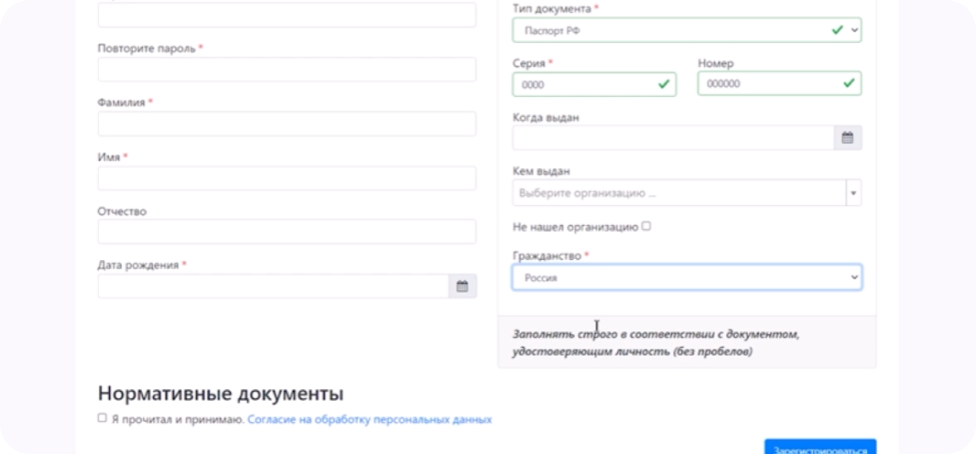 Повторите пароль *
Фамилия *
Имя *
Отчество
Дата рождения *
Тип документа *
Паспорт РФ
Серия * Номер
0000 000000
Когда выдан
Кем выдан
Выберите организацию ...
Не нашел организацию
Гражданство *
Россия
Заполнять строго в соответствии с документом,
удостоверяющим личность (без пробелов)
Нормативные документы
Я прочитал и принимаю. Согласие на обработку персональных данных
Зарегистрироваться